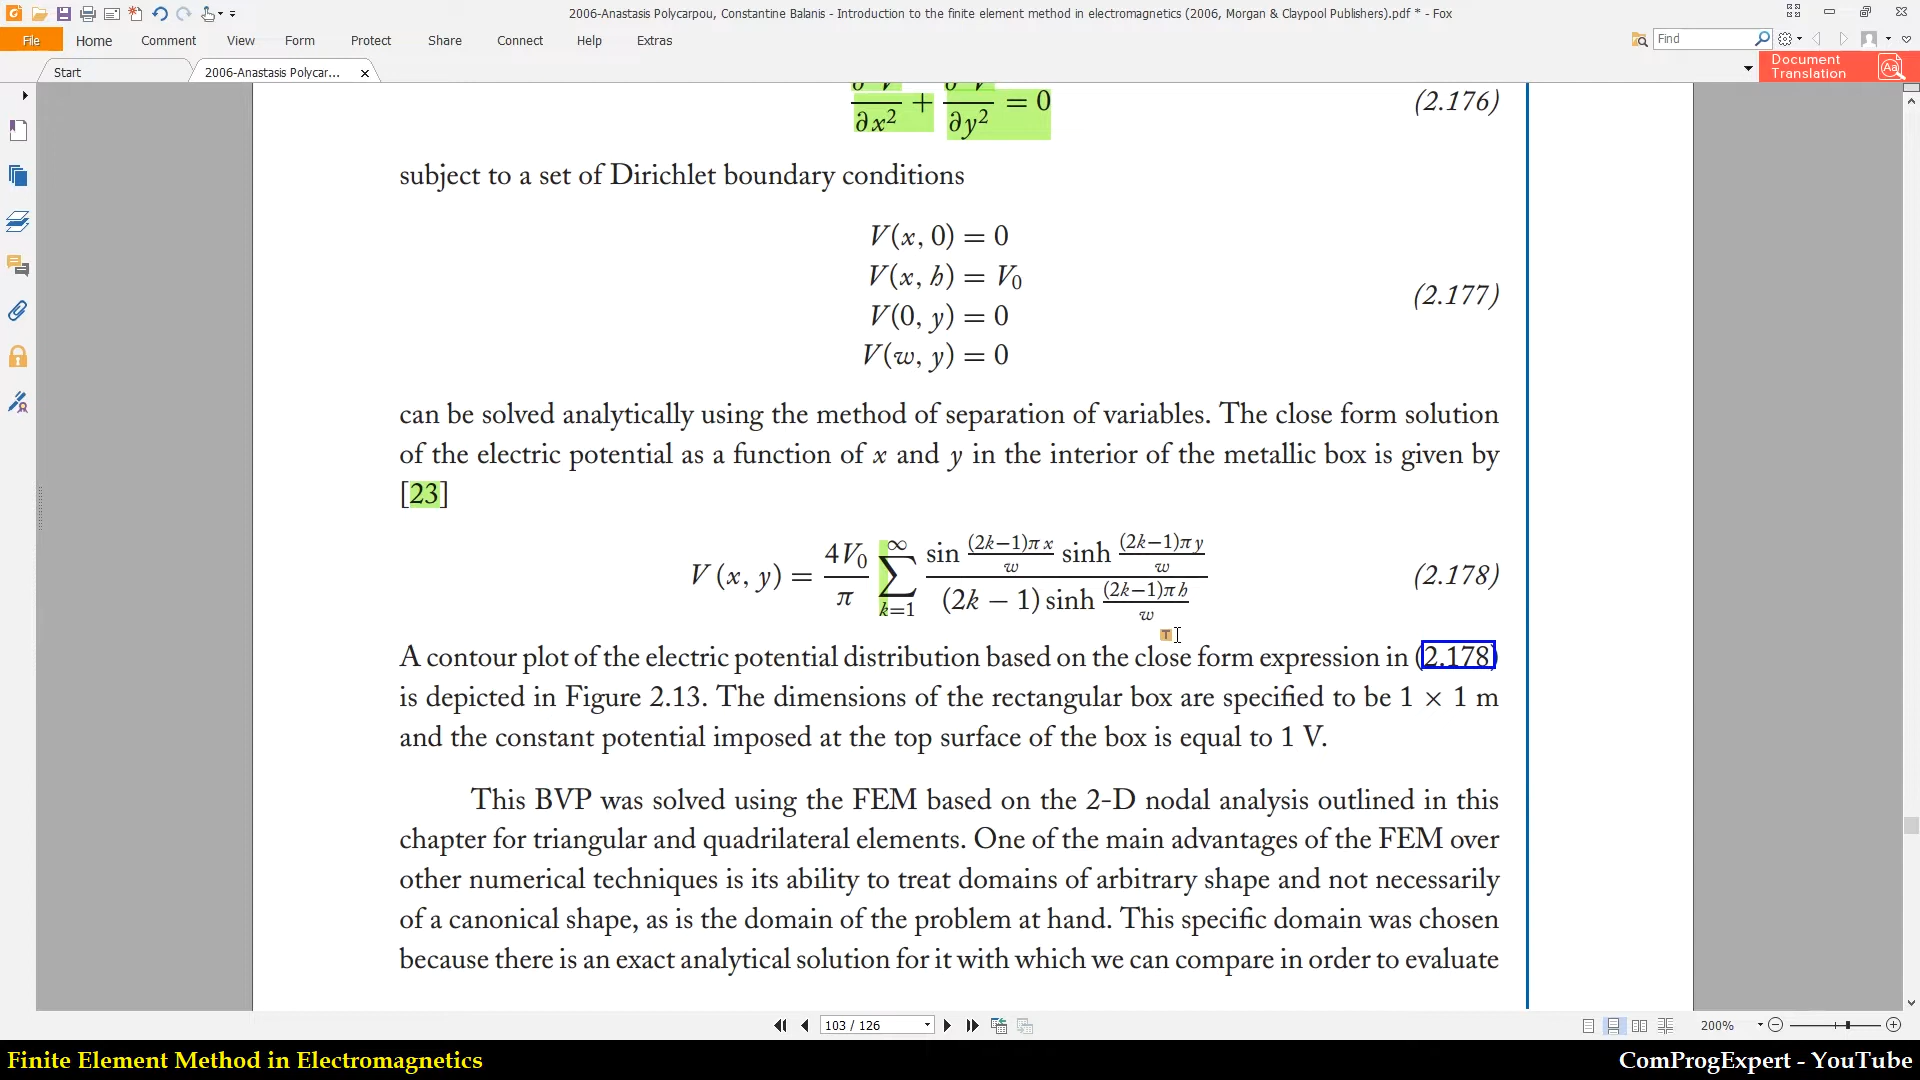 2006-Anastasis Polycarpou, Constantine Balanis - Introduction to the finite element method in electromagnetics (2006, Morgan & Claypool Publishers).pdf * - Fox
File Home Comment View Form Protect Share Connect Help Extras
Find
Document
Translation
Start
2006-Anastasis Polycar...
∂x² + ∂y² = 0 (2.176)
subject to a set of Dirichlet boundary conditions
V(x, 0) = 0
V(x, h) = V₀
(2.177)
V(0, y) = 0
V(w, y) = 0
can be solved analytically using the method of separation of variables. The close form solution
of the electric potential as a function of x and y in the interior of the metallic box is given by
[23]
V(x, y) = 4V₀/π ∑_{k=1}^{∞} sin (2k−1)πx/w sinh (2k−1)πy/w / (2k − 1) sinh (2k−1)πh/w (2.178)
A contour plot of the electric potential distribution based on the close form expression in (2.178)
is depicted in Figure 2.13. The dimensions of the rectangular box are specified to be 1 × 1 m
and the constant potential imposed at the top surface of the box is equal to 1 V.
This BVP was solved using the FEM based on the 2-D nodal analysis outlined in this
chapter for triangular and quadrilateral elements. One of the main advantages of the FEM over
other numerical techniques is its ability to treat domains of arbitrary shape and not necessarily
of a canonical shape, as is the domain of the problem at hand. This specific domain was chosen
because there is an exact analytical solution for it with which we can compare in order to evaluate
103 / 126
200%
Finite Element Method in Electromagnetics
ComProgExpert - YouTube